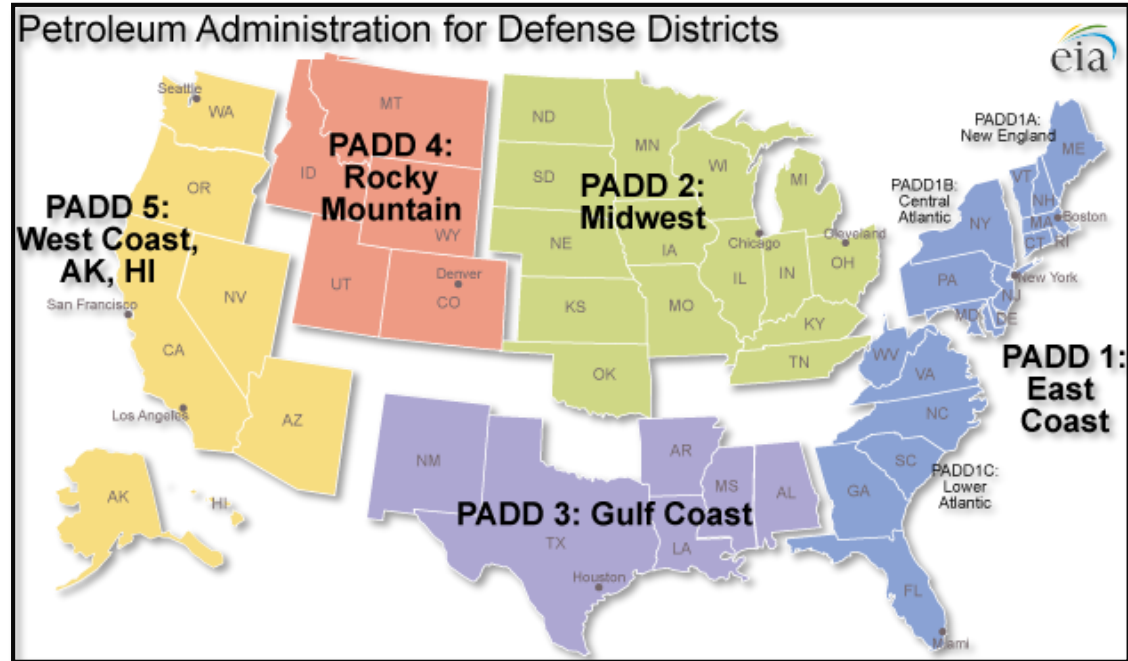 Petroleum Administration for Defense Districts
eia
Seattle
WA
MT
ND
MN
PADD1A:
New England
ME
PADD 4:
Rocky
Mountain
ID
OR
SD
WI
MI
PADD 2:
Midwest
VT
NH
PADD1B:
Central
Atlantic
NY
MA
Boston
CT
RI
PADD 5:
West Coast,
AK, HI
WY
NE
IA
Chicago
Cleveland
OH
IL
IN
PA
New York
NJ
MD
DE
San Francisco
NV
UT
Denver
CO
KS
MO
KY
WV
VA
PADD 1:
East
Coast
CA
OK
TN
NC
Los Angeles
AZ
NM
AR
SC
PADD1C:
Lower
Atlantic
AK
HI
MS
AL
GA
PADD 3: Gulf Coast
TX
LA
Houston
FL
Miami